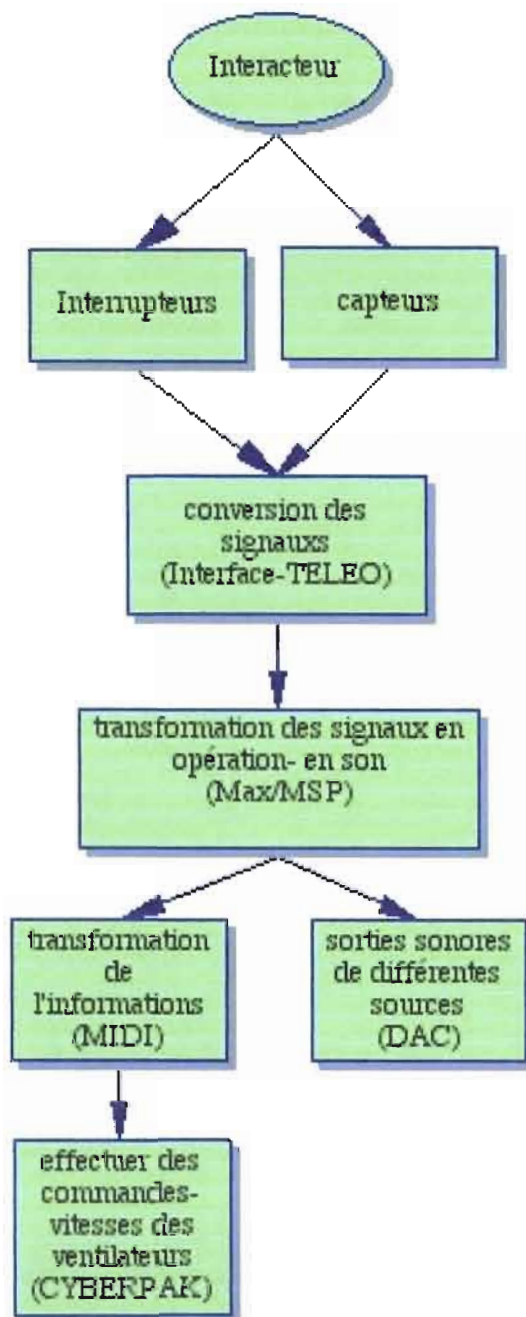 Interacteur
Interrupteurs
capteurs
conversion des
signauxs
(Interface-TELEO)
transformation des signaux en
opération- en son
(Max/MSP)
transformation
de
l'informations
(MIDI)
sorties sonores
de différentes
sources
(DAC)
effectuer des
commandes-
vitesses des
ventilateurs
(CYBERPAK)